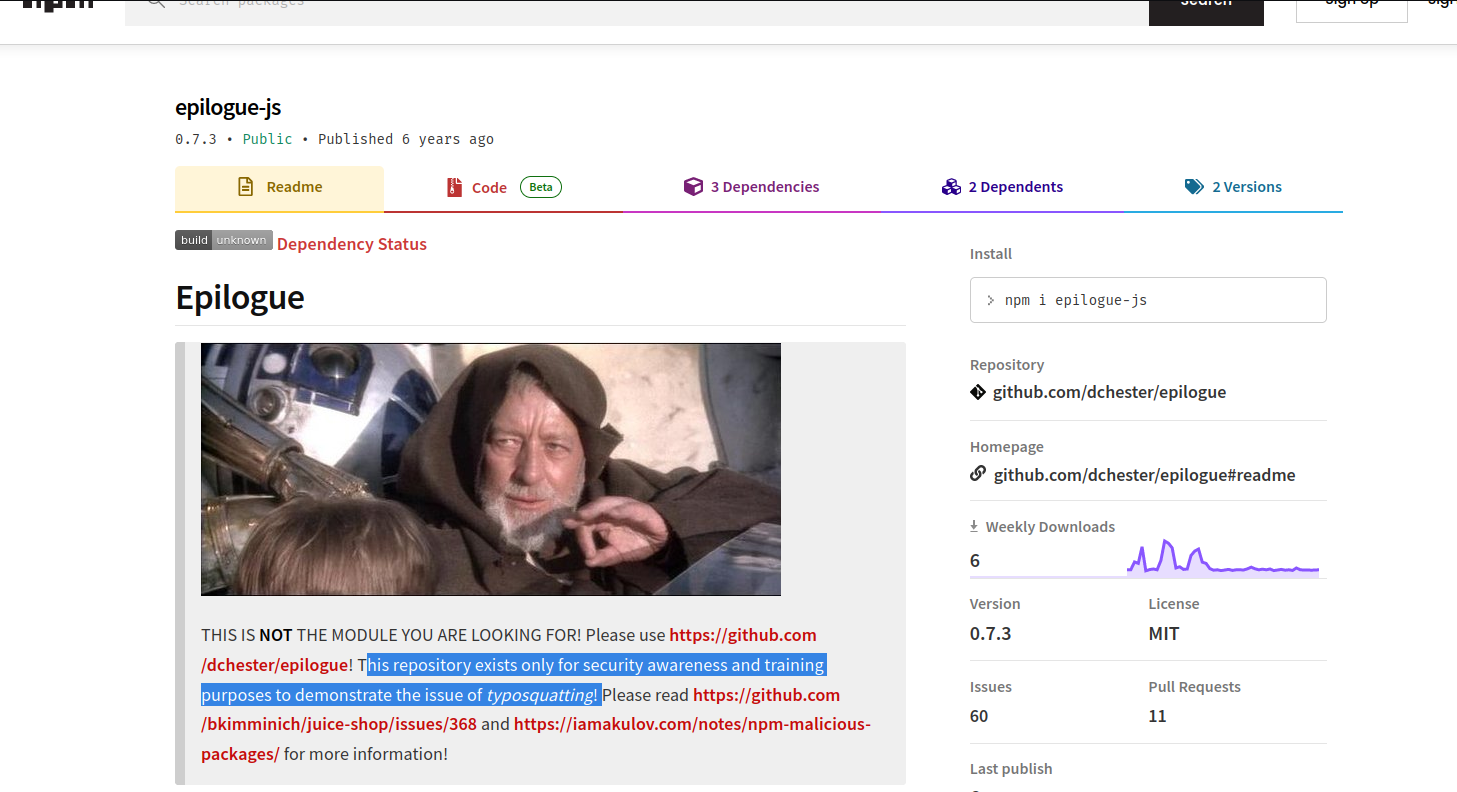 Search packages
Search
Sign Up
epilogue-js
0.7.3 • Public • Published 6 years ago
Readme
Code Beta
3 Dependencies
2 Dependents
2 Versions
build unknown Dependency Status
Epilogue
THIS IS NOT THE MODULE YOU ARE LOOKING FOR! Please use https://github.com
/dchester/epilogue! This repository exists only for security awareness and training
purposes to demonstrate the issue of typosquatting! Please read https://github.com
/bkimminich/juice-shop/issues/368 and https://iamakulov.com/notes/npm-malicious-
packages/ for more information!
Install
> npm i epilogue-js
Repository
github.com/dchester/epilogue
Homepage
github.com/dchester/epilogue#readme
Weekly Downloads
6
Version
0.7.3
License
MIT
Issues
60
Pull Requests
11
Last publish